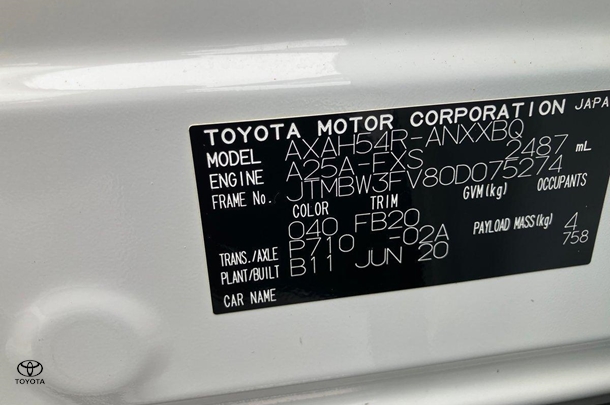 TOYOTA MOTOR CORPORATION JAPA
MODEL AXAH54R-ANXXBQ
ENGINE A25A-FXS 2487 mL
FRAME No. JTMBW3FV80D075274
COLOR TRIM GVM(kg) OCCUPANTS
040 FB20
TRANS./AXLE P710 -02A PAYLOAD MASS(kg) 4
758
PLANT/BUILT B11 JUN 20
CAR NAME
TOYOTA